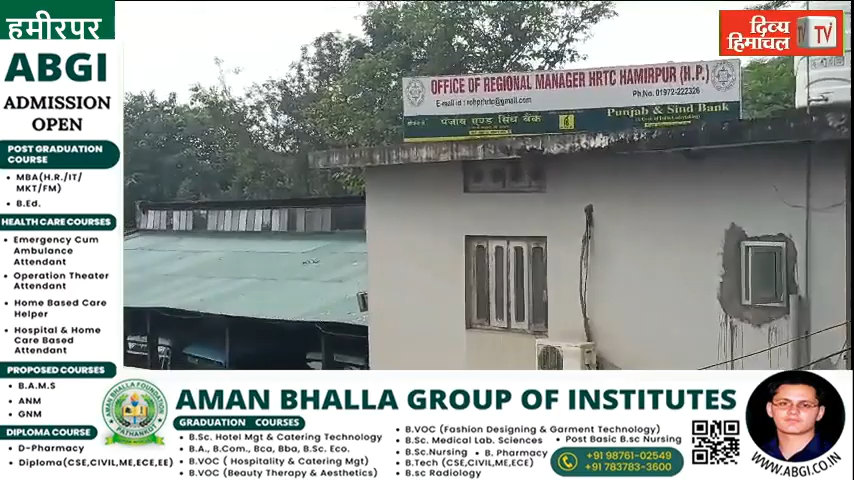 हमीरपुर
ABGI
ADMISSION
OPEN
POST GRADUATION
COURSE
• MBA(H.R./IT/
MKT/FM)
• B.Ed.
HEALTH CARE COURSES
• Emergency Cum
Ambulance
Attendant
• Operation Theater
Attendant
• Home Based Care
Helper
• Hospital & Home
Care Based
Attendant
PROPOSED COURSES
• B.A.M.S
• ANM
• GNM
DIPLOMA COURSE
• D-Pharmacy
• Diploma(CSE,CIVIL,ME,ECE,EE)
दिव्य
हिमांचल TV
OFFICE OF REGIONAL MANAGER HRTC HAMIRPUR (H.P.)
Ph.No. 01972-222326
पंजाब एण्ड सिंध बैंक
Punjab & Sind Bank
AMAN BHALLA FOUNDATION
PATHANKOT
AMAN BHALLA GROUP OF INSTITUTES
GRADUATION COURSES
• B.Sc. Hotel Mgt & Catering Technology
• B.A., B.Com., Bca, Bba, B.Sc. Eco.
• B.VOC ( Hospitality & Catering Mgt)
• B.VOC (Beauty Therapy & Aesthetics)
• B.VOC (Fashion Designing & Garment Technology)
• B.Sc. Medical Lab. Sciences • Post Basic B.sc Nursing
• B.Sc.Nursing • B. Pharmacy
• B.Tech (CSE,CIVIL,ME,ECE)
• B.sc Radiology
+91 98761-02549
+91 783783-3600
WWW.ABGI.CO.IN